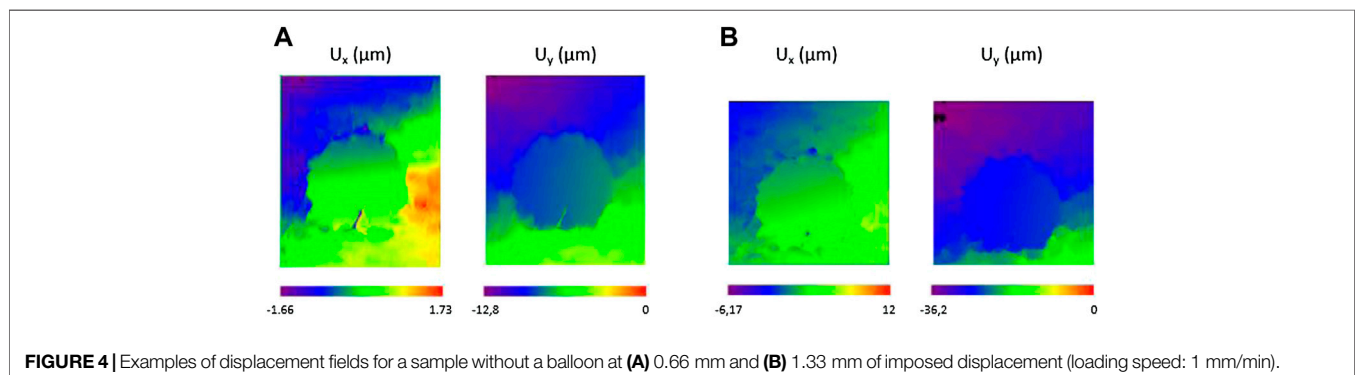 A
B
Uₓ (μm)
Uᵧ (μm)
Uₓ (μm)
Uᵧ (μm)
-1.66
1.73
-12,8
0
-6,17
12
-36,2
0
FIGURE 4 | Examples of displacement fields for a sample without a balloon at (A) 0.66 mm and (B) 1.33 mm of imposed displacement (loading speed: 1 mm/min).